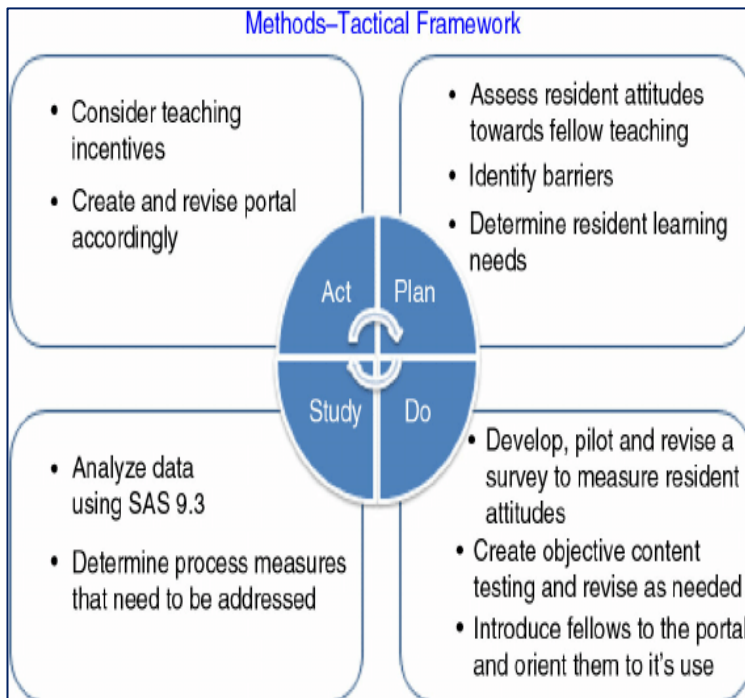 Methods–Tactical Framework
• Consider teaching
incentives
• Create and revise portal
accordingly
• Assess resident attitudes
towards fellow teaching
• Identify barriers
• Determine resident learning
needs
Act
Plan
Study
Do
• Analyze data
using SAS 9.3
• Determine process measures
that need to be addressed
• Develop, pilot and revise a
survey to measure resident
attitudes
• Create objective content
testing and revise as needed
• Introduce fellows to the portal
and orient them to it's use